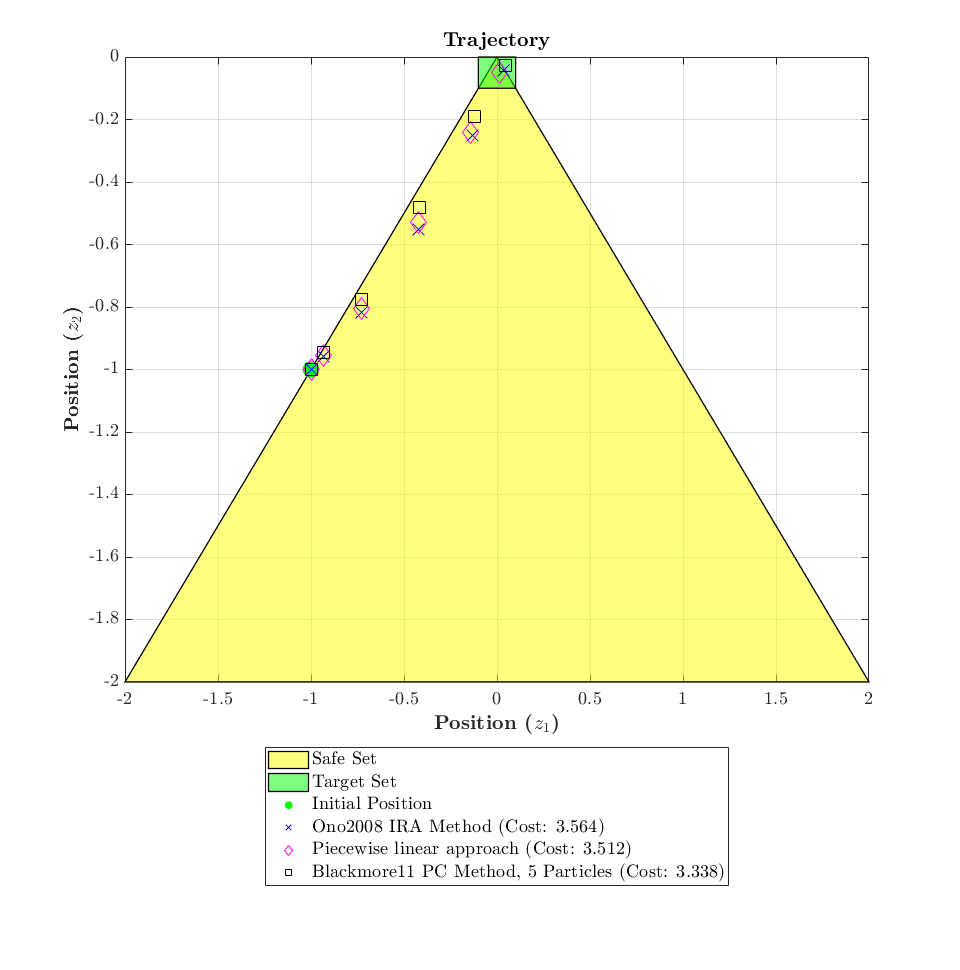 Trajectory
0
-0.2
-0.4
-0.6
-0.8
-1
-1.2
-1.4
-1.6
-1.8
-2
Position (z₂)
-2
-1.5
-1
-0.5
0
0.5
1
1.5
2
Position (z₁)
Safe Set
Target Set
Initial Position
Ono2008 IRA Method (Cost: 3.564)
Piecewise linear approach (Cost: 3.512)
Blackmore11 PC Method, 5 Particles (Cost: 3.338)